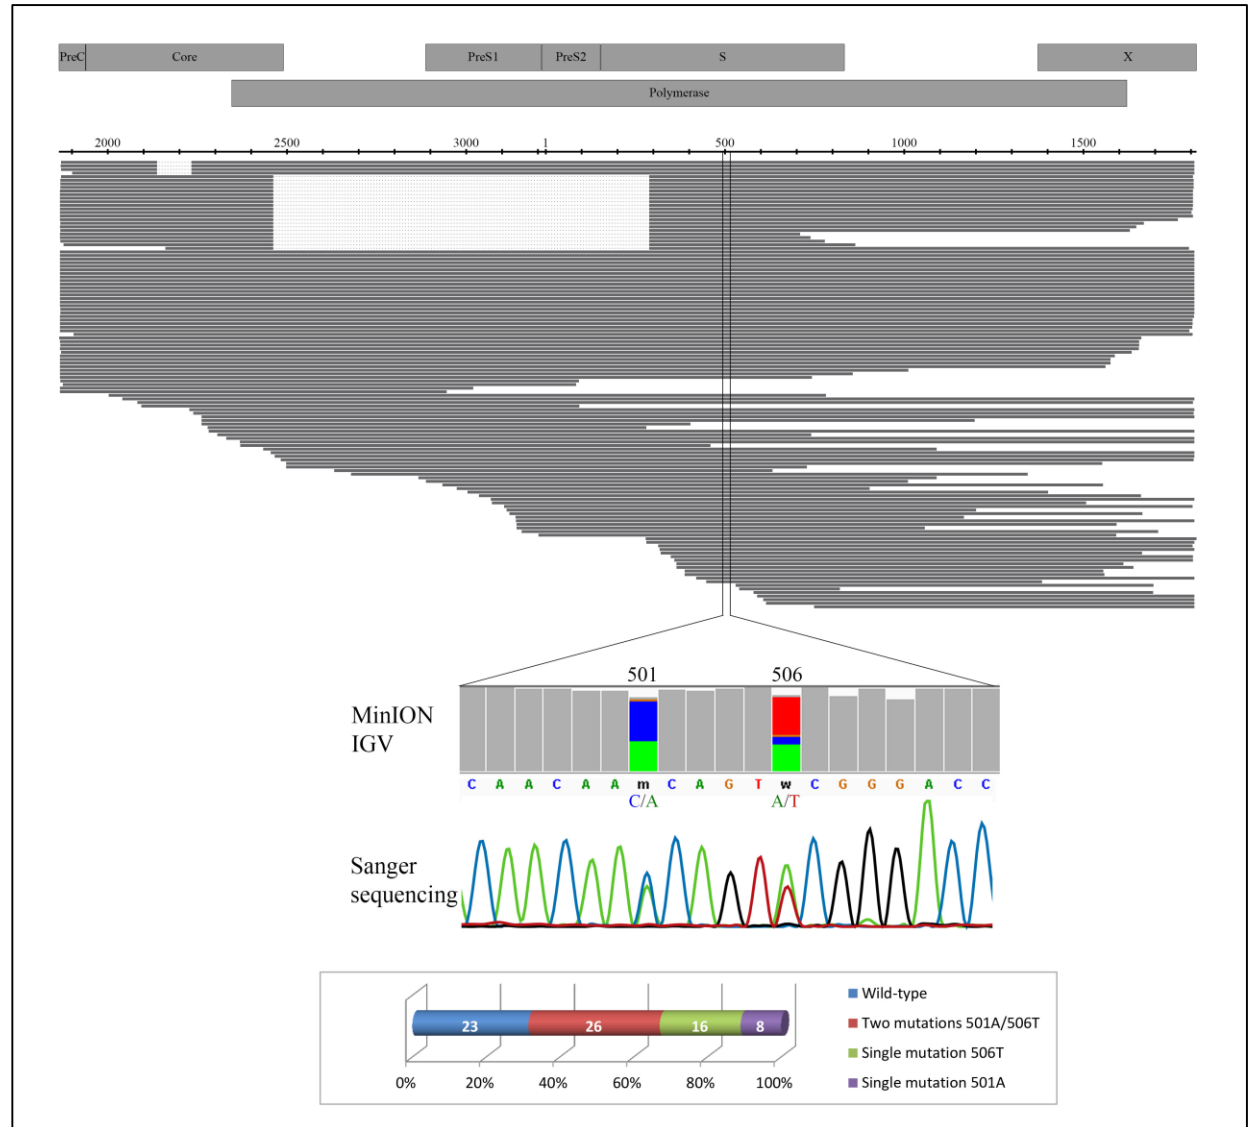 PreC Core PreS1 PreS2 S X
Polymerase
2000 2500 3000 1 500 1000 1500
501 506
MinION
IGV
C A A C A A m C A G T w C G G G A C C
C/A A/T
Sanger
sequencing
23 26 16 8
0% 20% 40% 60% 80% 100%
Wild-type
Two mutations 501A/506T
Single mutation 506T
Single mutation 501A